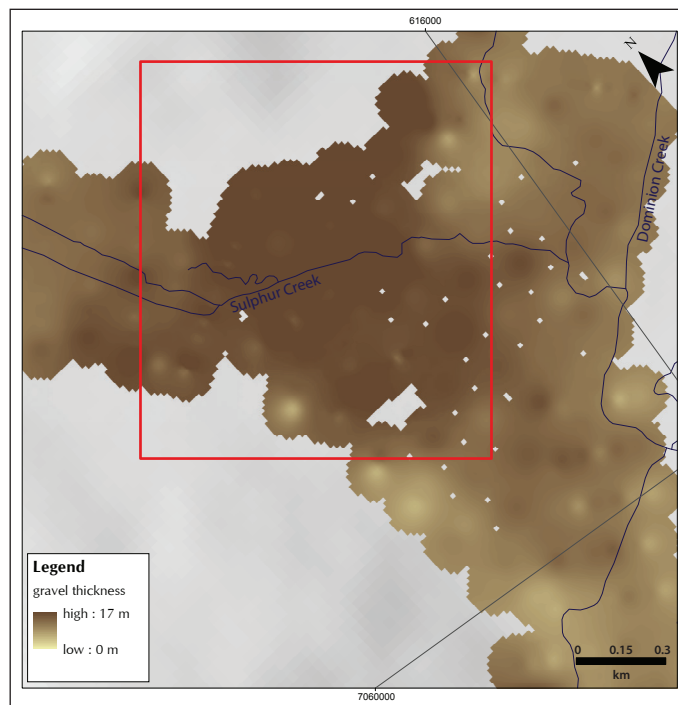 616000
N
Dominion Creek
Sulphur Creek
Legend
gravel thickness
high : 17 m
low : 0 m
0 0.15 0.3
km
7060000